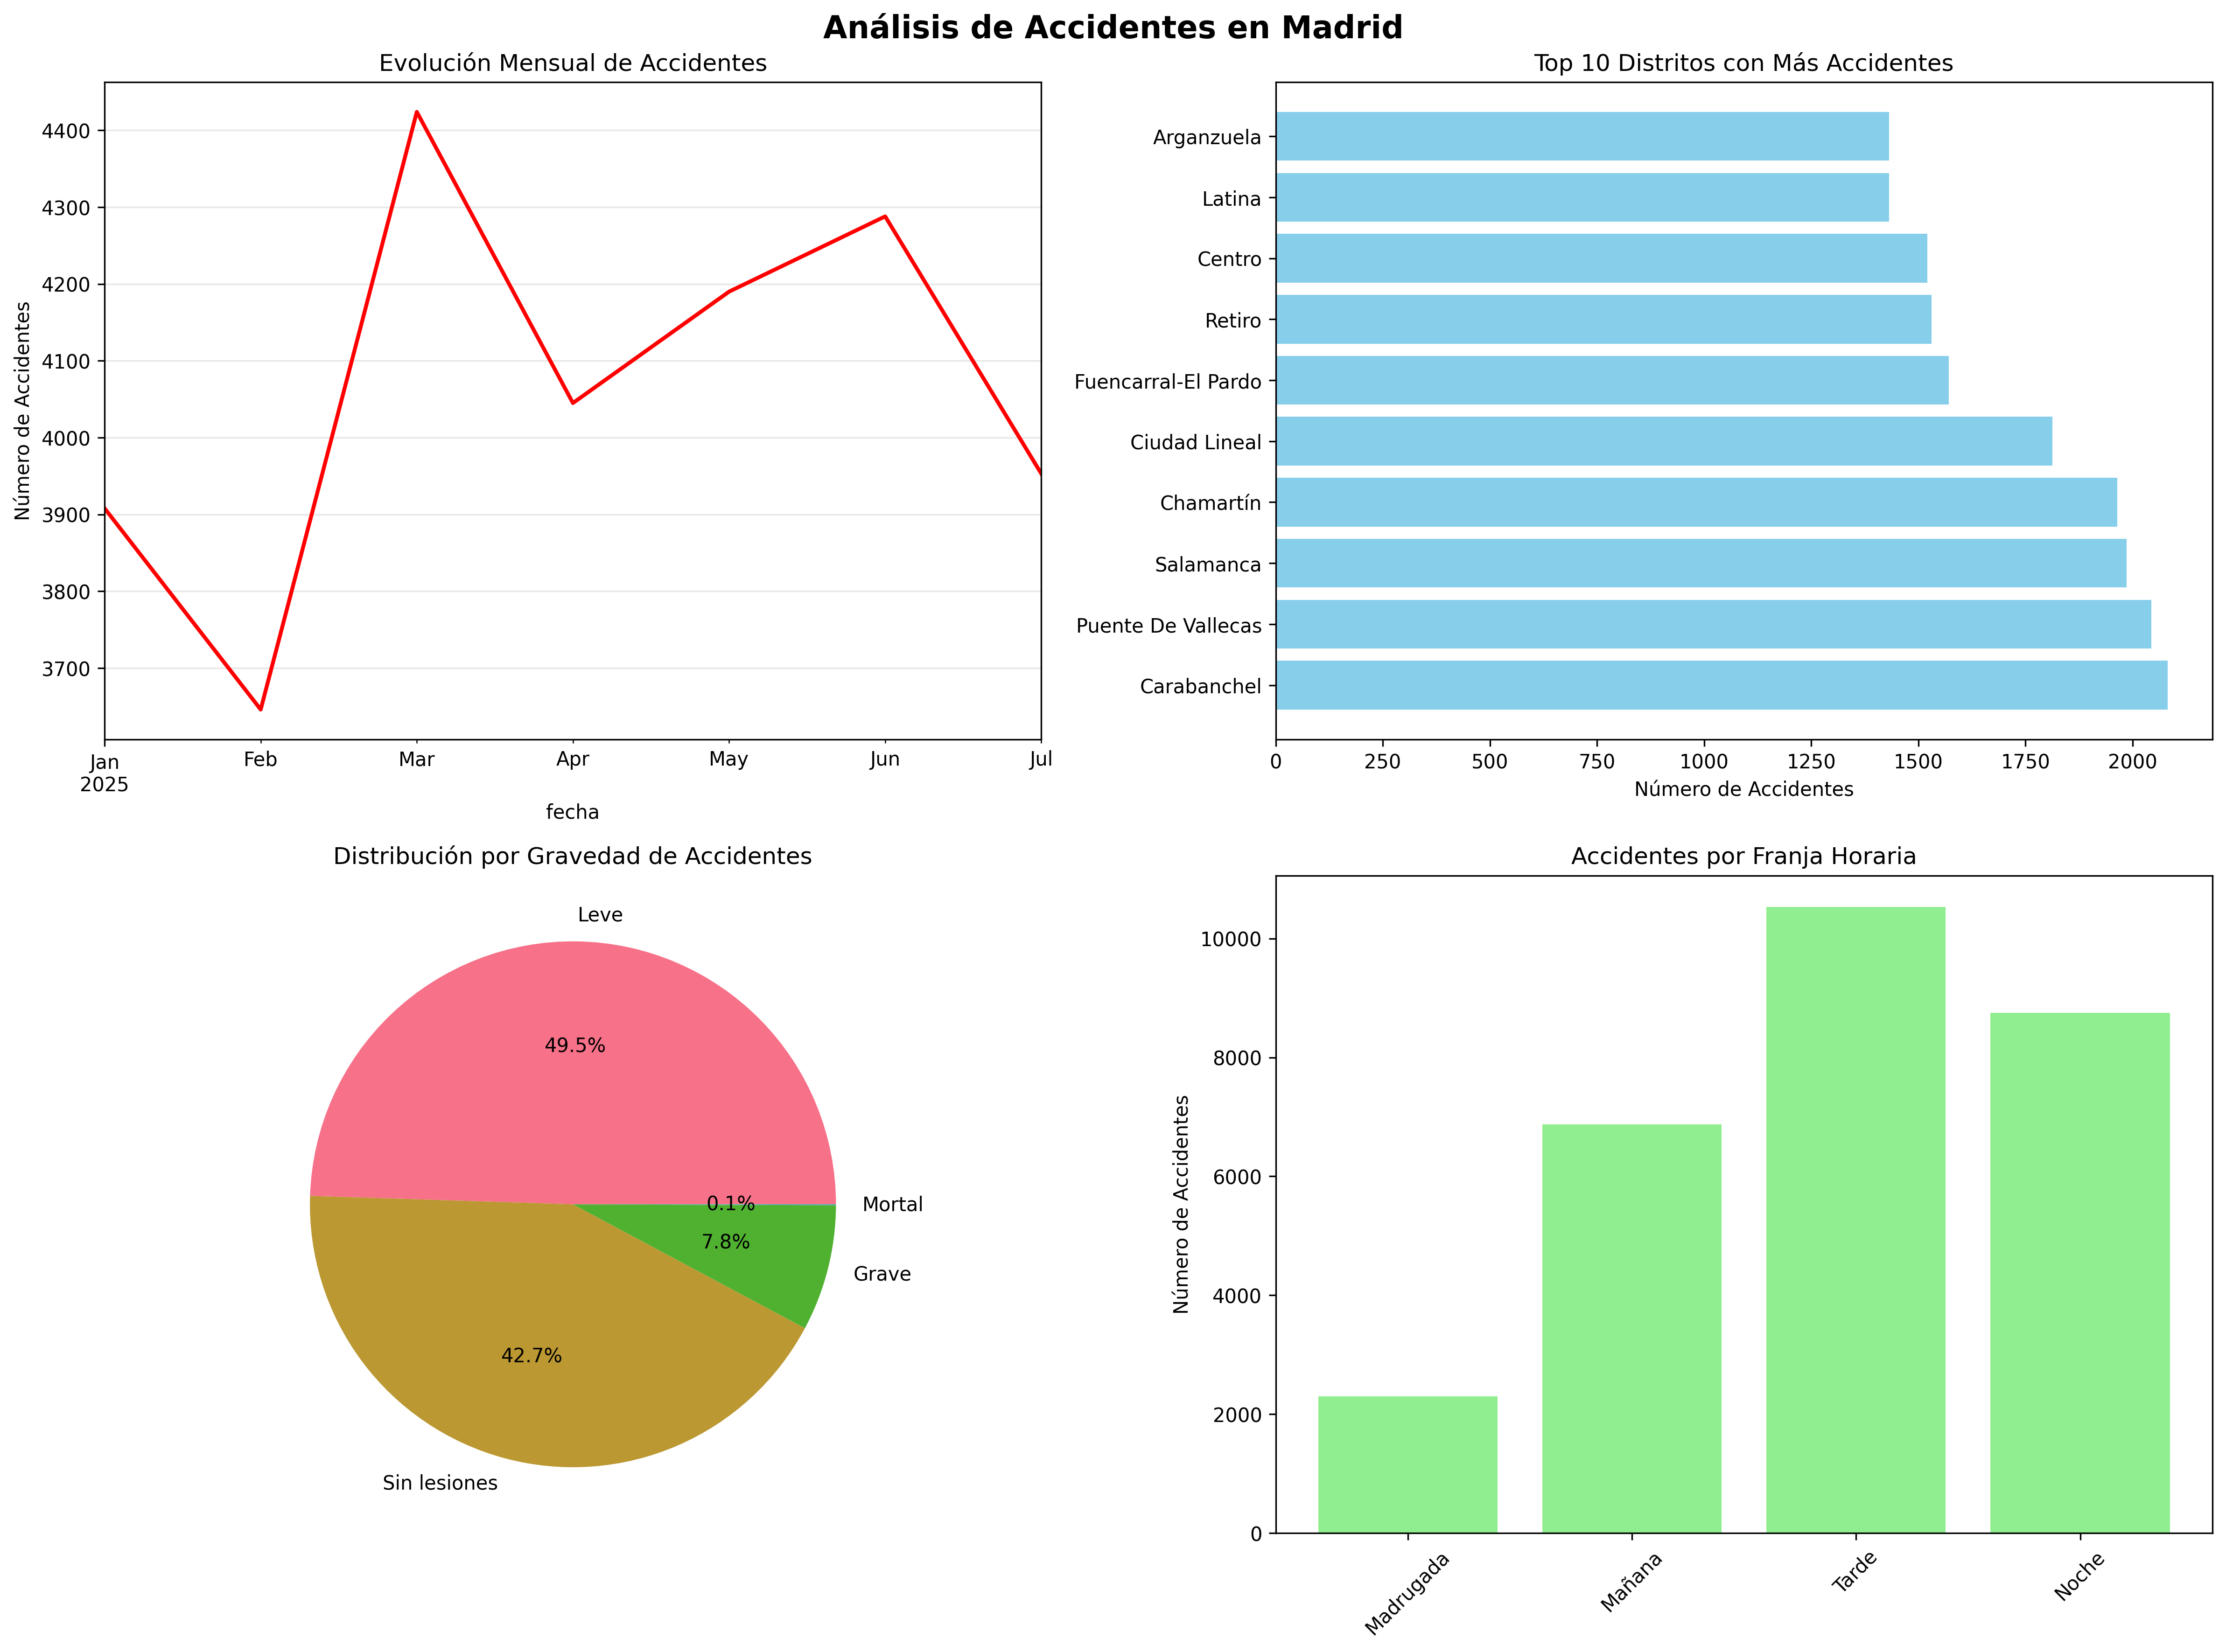 Análisis de Accidentes en Madrid
Evolución Mensual de Accidentes
Número de Accidentes
4400
4300
4200
4100
4000
3900
3800
3700
Jan
2025
Feb
Mar
Apr
May
Jun
Jul
fecha
Top 10 Distritos con Más Accidentes
Arganzuela
Latina
Centro
Retiro
Fuencarral-El Pardo
Ciudad Lineal
Chamartín
Salamanca
Puente De Vallecas
Carabanchel
0
250
500
750
1000
1250
1500
1750
2000
Número de Accidentes
Distribución por Gravedad de Accidentes
Leve
49.5%
0.1%
Mortal
7.8%
Grave
42.7%
Sin lesiones
Accidentes por Franja Horaria
Número de Accidentes
10000
8000
6000
4000
2000
0
Madrugada
Mañana
Tarde
Noche